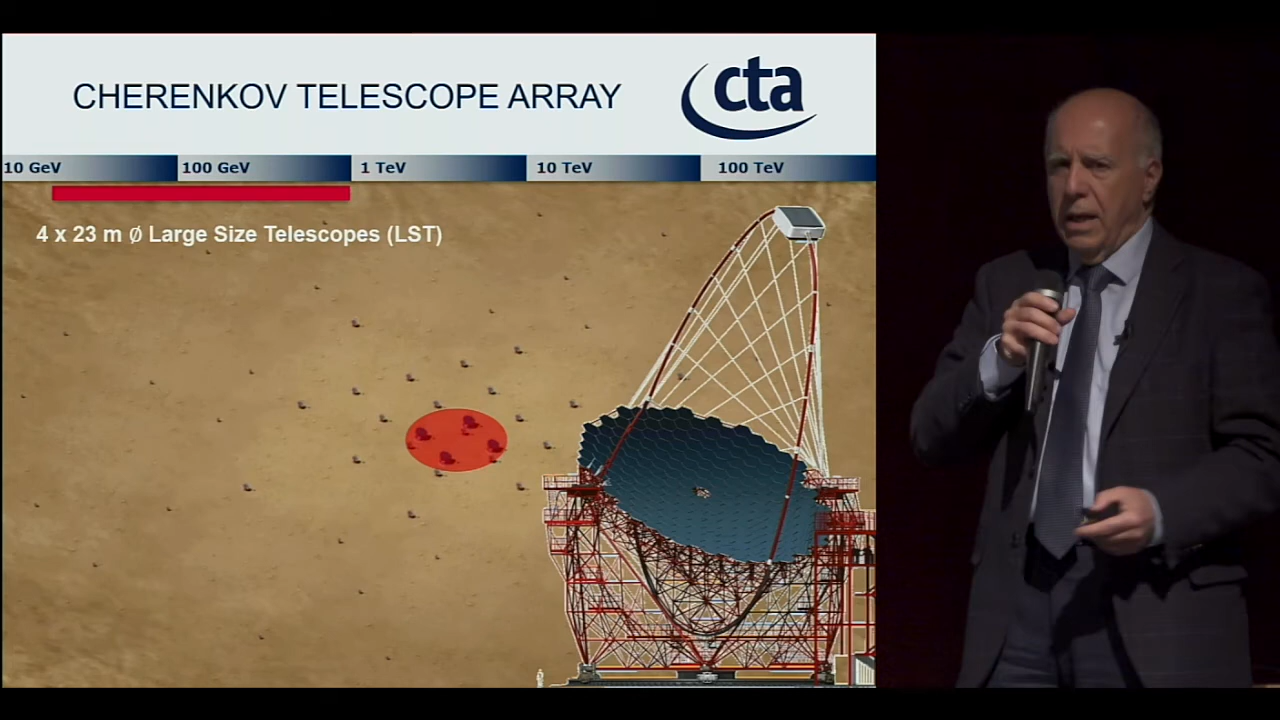 CHERENKOV TELESCOPE ARRAY
cta
10 GeV 100 GeV 1 TeV 10 TeV 100 TeV
4 x 23 m Ø Large Size Telescopes (LST)